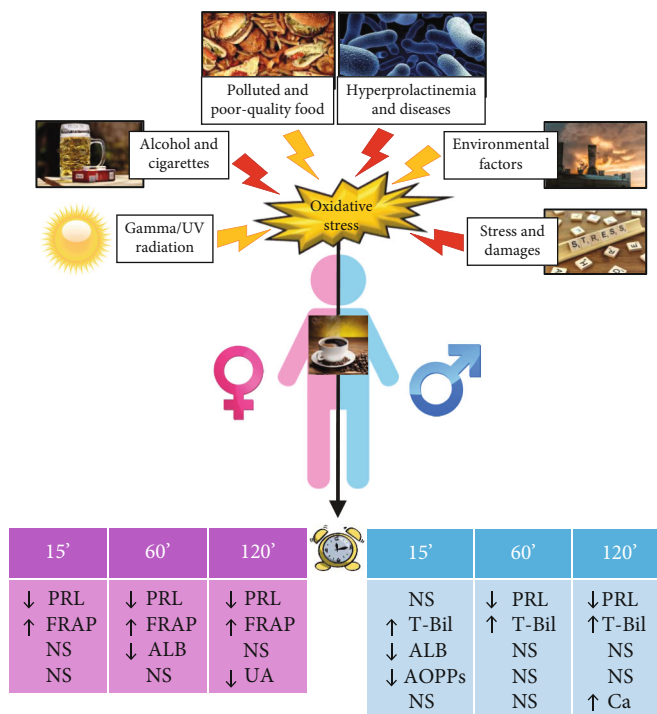 Polluted and
poor-quality food
Hyperprolactinemia
and diseases
Alcohol and
cigarettes
Environmental
factors
Oxidative
stress
Gamma/UV
radiation
Stress and
damages
STRESS
15’ 60’ 120’
↓ PRL ↓ PRL ↓ PRL
↑ FRAP ↑ FRAP ↑ FRAP
NS ↓ ALB NS
NS NS ↓ UA
15’ 60’ 120’
NS ↓ PRL ↓ PRL
↑ T-Bil ↑ T-Bil ↑ T-Bil
↓ ALB NS NS
↓ AOPPs NS NS
NS NS ↑ Ca